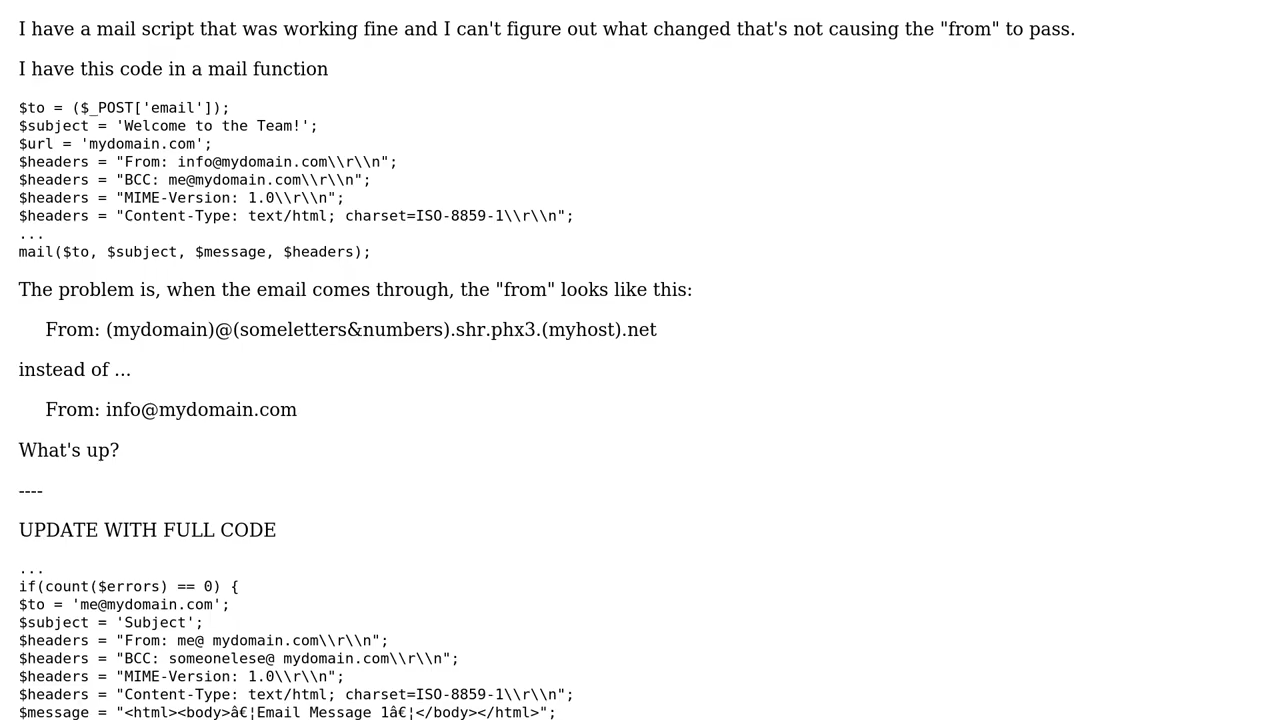 I have a mail script that was working fine and I can't figure out what changed that's not causing the "from" to pass.
I have this code in a mail function
$to = ($_POST['email']);
$subject = 'Welcome to the Team!';
$url = 'mydomain.com';
$headers = "From: info@mydomain.com\\r\\n";
$headers = "BCC: me@mydomain.com\\r\\n";
$headers = "MIME-Version: 1.0\\r\\n";
$headers = "Content-Type: text/html; charset=ISO-8859-1\\r\\n";
...
mail($to, $subject, $message, $headers);
The problem is, when the email comes through, the "from" looks like this:
From: (mydomain)@(someletters&numbers).shr.phx3.(myhost).net
instead of ...
From: info@mydomain.com
What's up?
----
UPDATE WITH FULL CODE
...
if(count($errors) == 0) {
$to = 'me@mydomain.com';
$subject = 'Subject';
$headers = "From: me@ mydomain.com\\r\\n";
$headers = "BCC: someonelese@ mydomain.com\\r\\n";
$headers = "MIME-Version: 1.0\\r\\n";
$headers = "Content-Type: text/html; charset=ISO-8859-1\\r\\n";
$message = "<html><body>â€¦Email Message 1â€¦</body></html>";